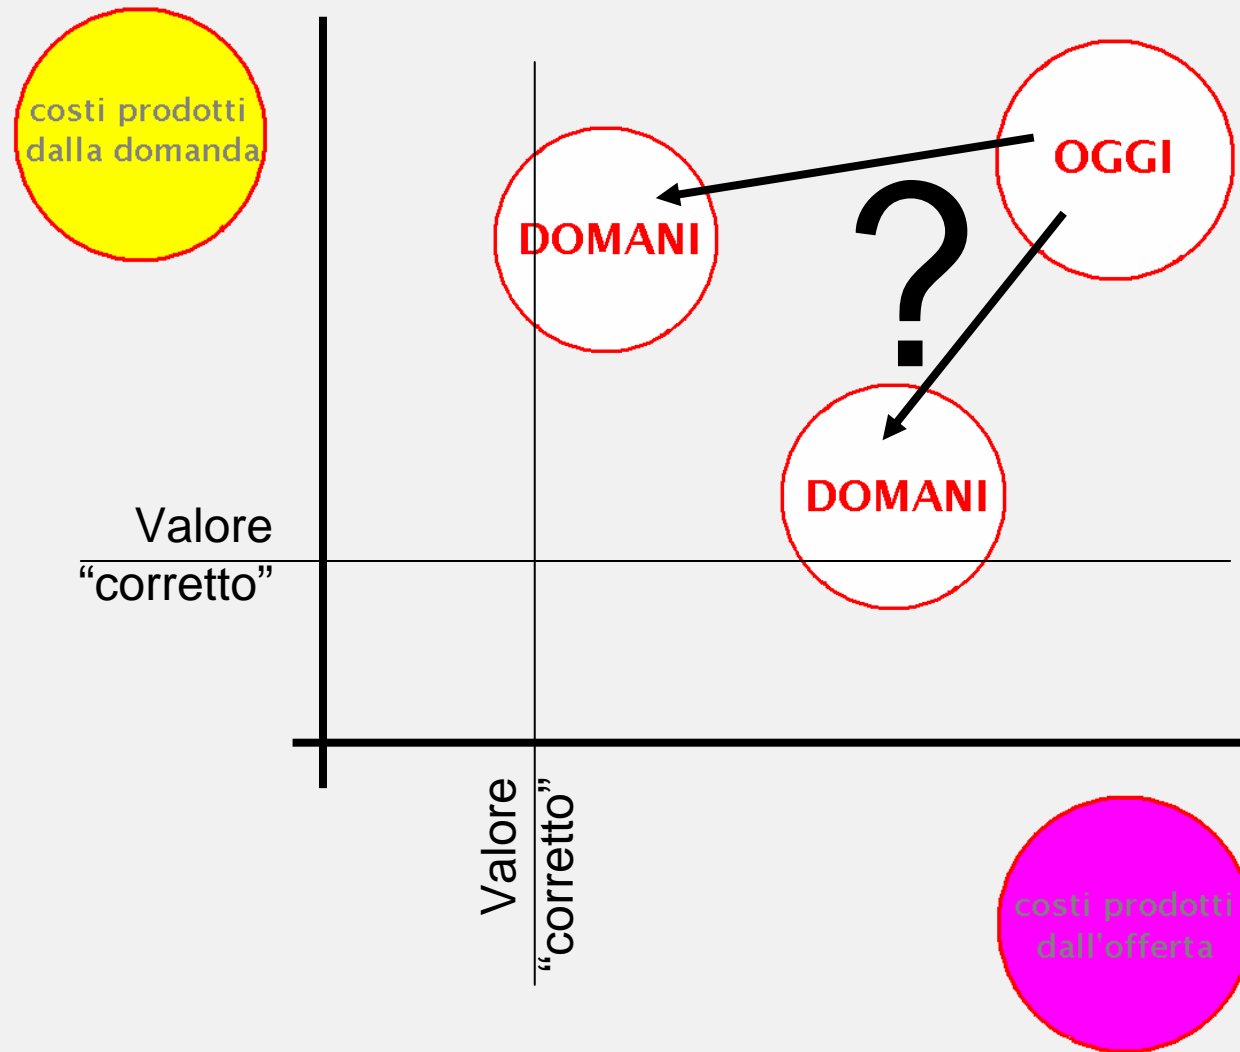 costi prodotti
dalla domanda
OGGI
?
DOMANI
DOMANI
Valore
“corretto”
Valore
“corretto”
costi prodotti
dall'offerta